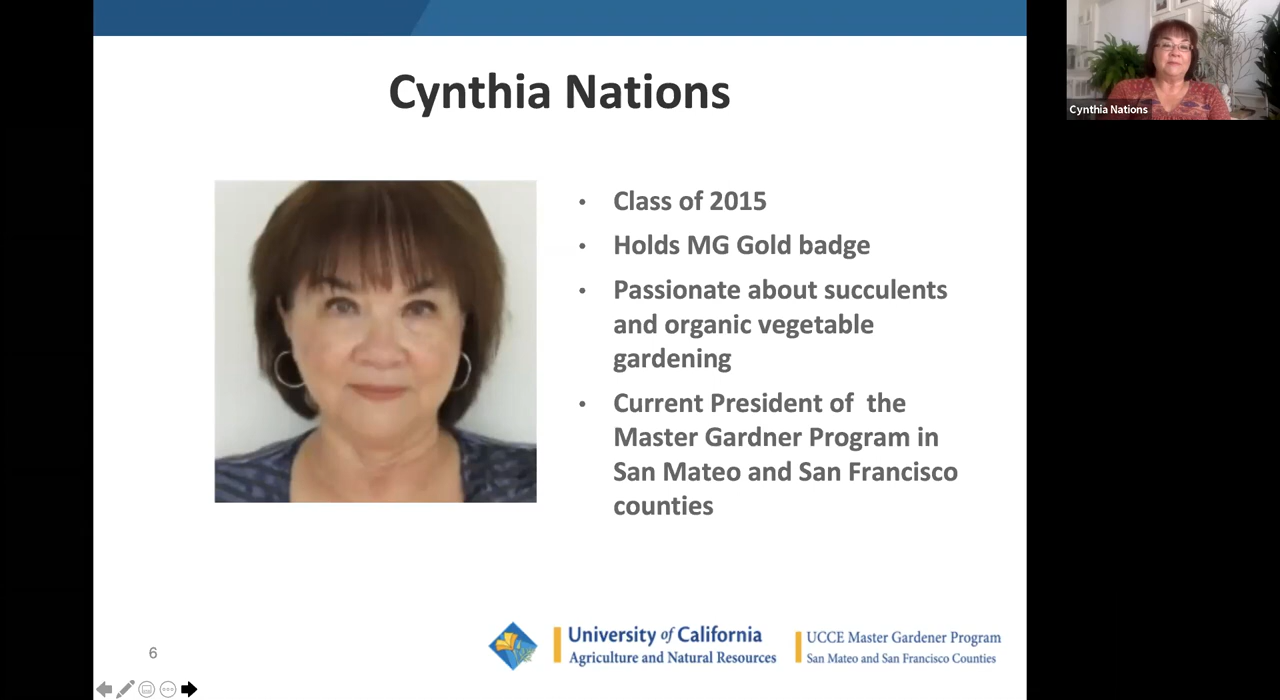 Cynthia Nations
Cynthia Nations
• Class of 2015
• Holds MG Gold badge
• Passionate about succulents
and organic vegetable
gardening
• Current President of  the
Master Gardner Program in
San Mateo and San Francisco
counties
University of California
Agriculture and Natural Resources
UCCE Master Gardener Program
San Mateo and San Francisco Counties
6